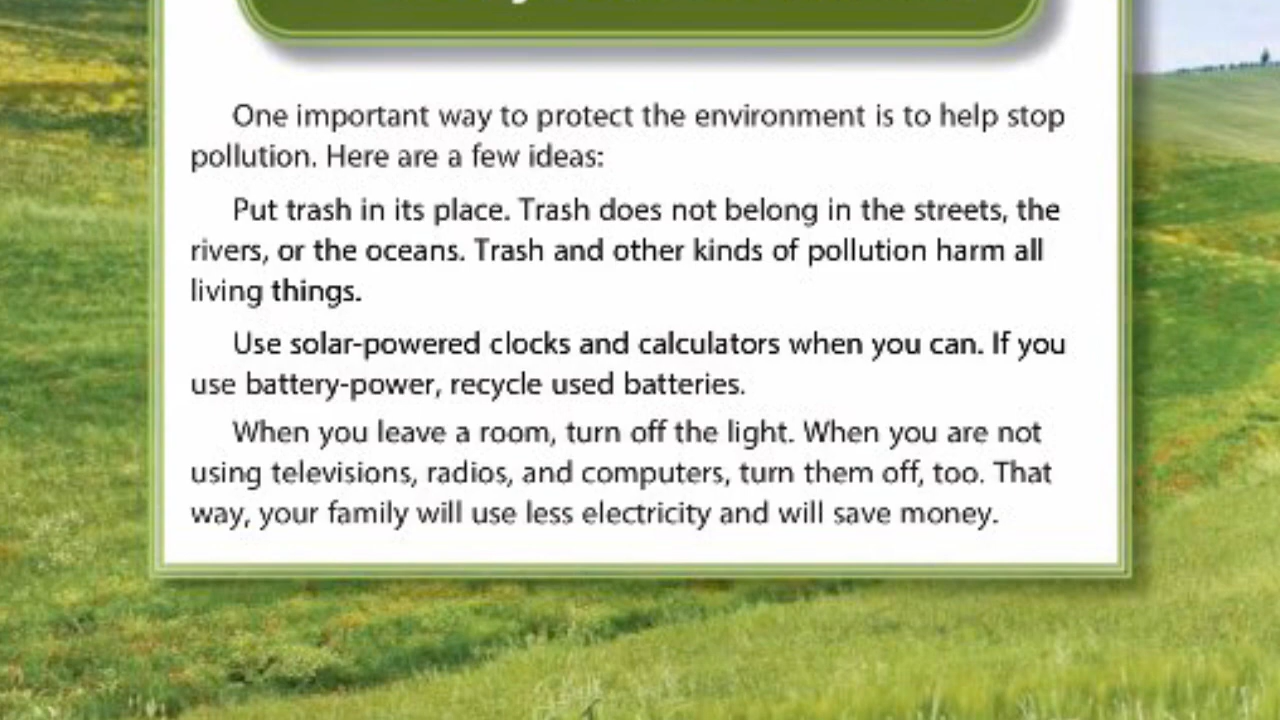 One important way to protect the environment is to help stop
pollution. Here are a few ideas:
Put trash in its place. Trash does not belong in the streets, the
rivers, or the oceans. Trash and other kinds of pollution harm all
living things.
Use solar-powered clocks and calculators when you can. If you
use battery-power, recycle used batteries.
When you leave a room, turn off the light. When you are not
using televisions, radios, and computers, turn them off, too. That
way, your family will use less electricity and will save money.